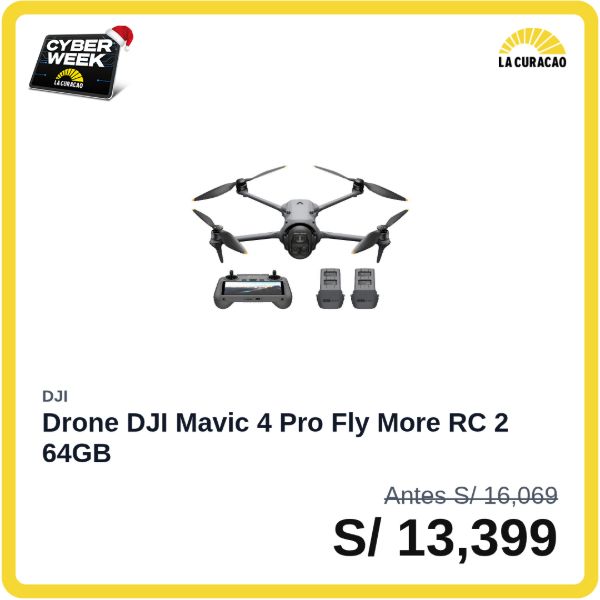 CYBER
WEEK
LA CURACAO
LA CURACAO
DJI
Drone DJI Mavic 4 Pro Fly More RC 2
64GB
Antes S/ 16,069
S/ 13,399